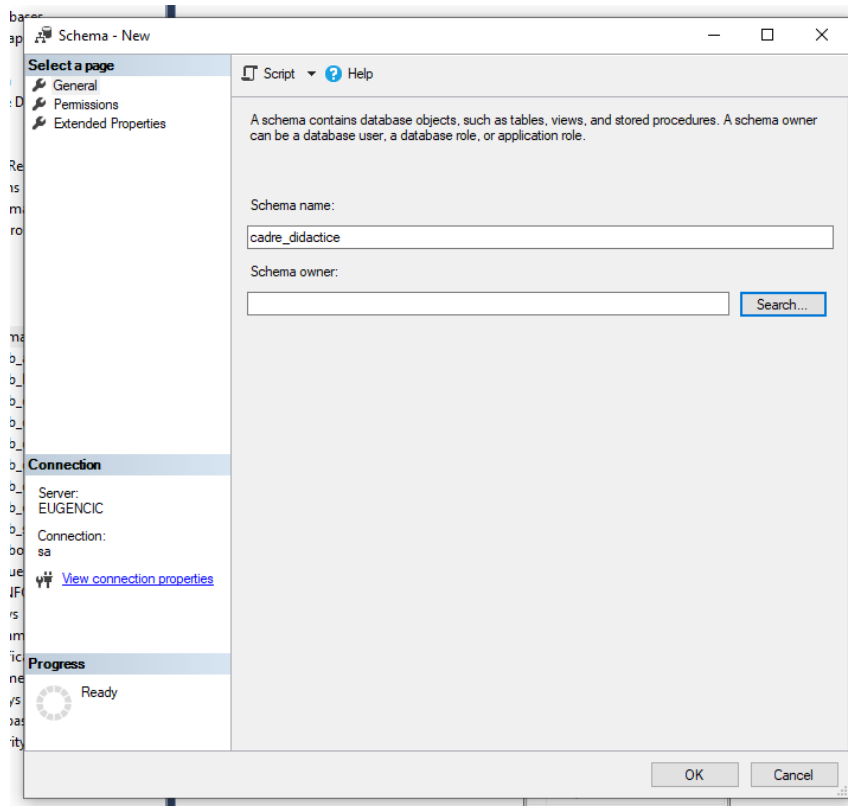 bases
Schema - New
Select a page
General
Permissions
Extended Properties
Script
Help
A schema contains database objects, such as tables, views, and stored procedures. A schema owner
can be a database user, a database role, or application role.
Schema name:
cadre_didactice
Schema owner:
Search...
Connection
Server:
EUGENCIC
Connection:
sa
View connection properties
Progress
Ready
OK
Cancel